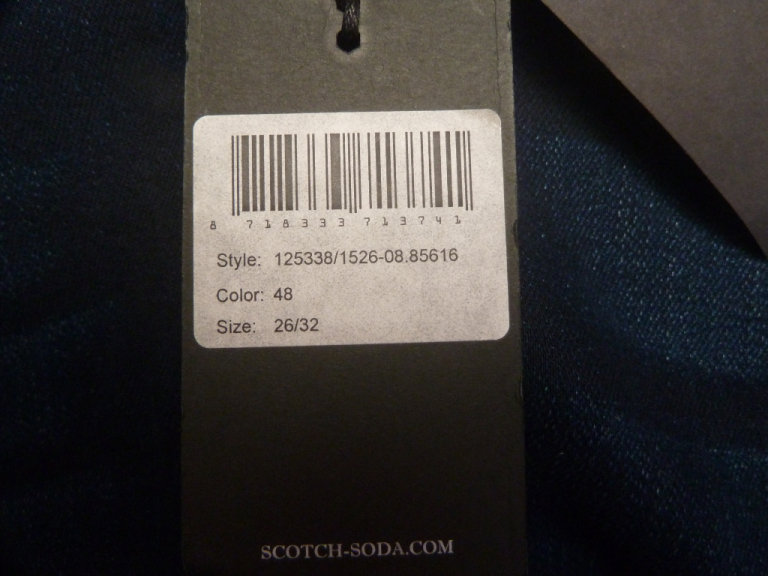 8 718333 713741
Style: 125338/1526-08.85616
Color: 48
Size: 26/32
SCOTCH-SODA.COM